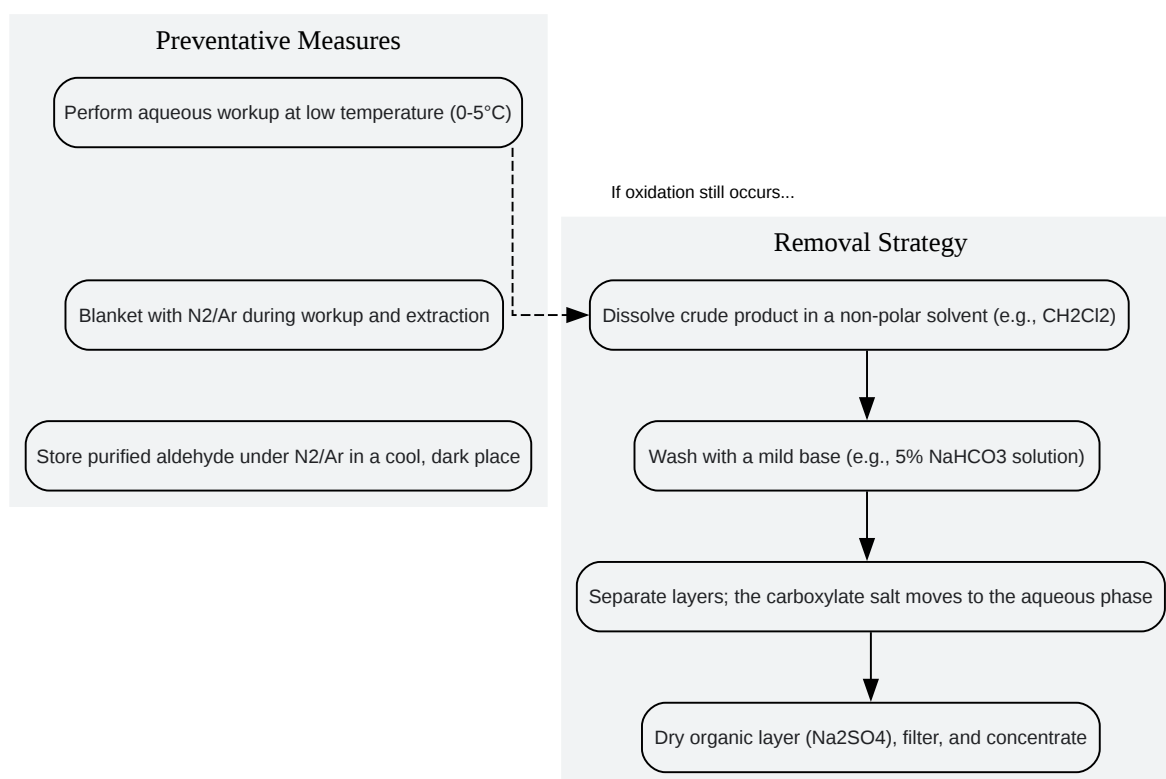 Preventative Measures
Perform aqueous workup at low temperature (0-5°C)
Blanket with N2/Ar during workup and extraction
Store purified aldehyde under N2/Ar in a cool, dark place
If oxidation still occurs...
Removal Strategy
Dissolve crude product in a non-polar solvent (e.g., CH2Cl2)
Wash with a mild base (e.g., 5% NaHCO3 solution)
Separate layers; the carboxylate salt moves to the aqueous phase
Dry organic layer (Na2SO4), filter, and concentrate